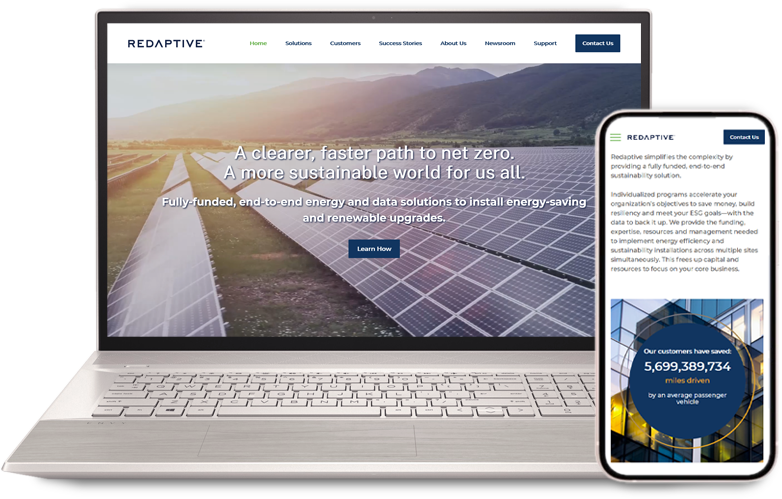 REDAPTIVE
Home Solutions Customers Success Stories About Us Newsroom Support Contact Us
A clearer, faster path to net zero.
A more sustainable world for us all.
Fully-funded, end-to-end energy and data solutions to install energy-saving
and renewable upgrades.
Learn How
REDAPTIVE Contact Us
Redaptive simplifies the complexity by
providing a fully funded, end-to-end
sustainability solution.
Individualized programs accelerate your
organization's objectives to save money, build
resiliency and meet your ESG goals—with the
data to back it up. We provide the funding,
expertise, resources and management needed
to implement energy efficiency and
sustainability installations across multiple sites
simultaneously. This frees up capital and
resources to focus on your core business.
Our customers have saved:
5,699,389,734
miles driven
by an average passenger
vehicle